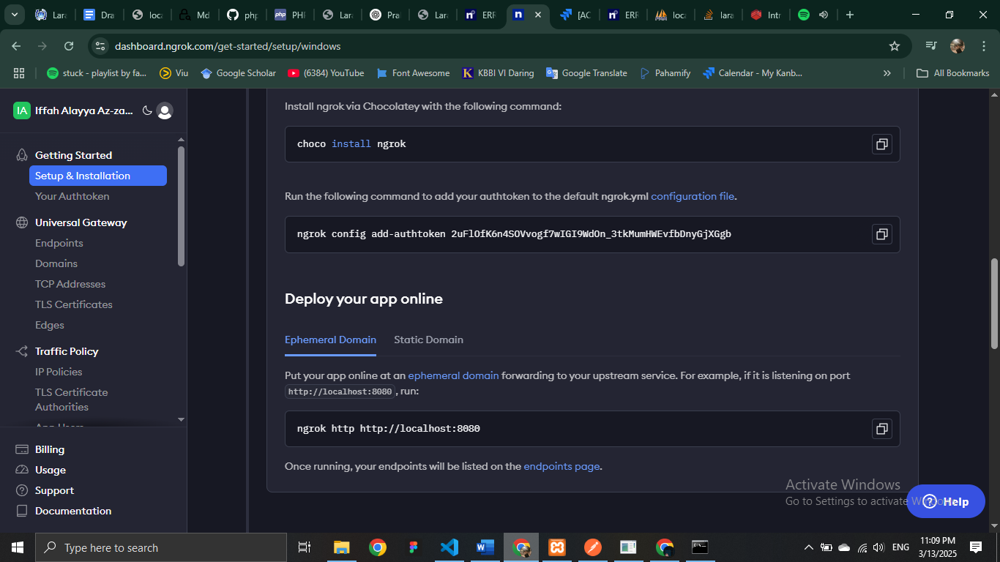 Lara
Dra
loca
Md
php
PHI
Lara
Pra
Lara
ERF
[AC
ERF
loca
lara
Intr
dashboard.ngrok.com/get-started/setup/windows
stuck - playlist by fa...
Viu
Google Scholar
(6384) YouTube
Font Awesome
KBBI VI Daring
Google Translate
Pahamify
Calendar - My Kanb...
All Bookmarks
IA Iffah Alayya Az-za...
Getting Started
Setup & Installation
Your Authtoken
Universal Gateway
Endpoints
Domains
TCP Addresses
TLS Certificates
Edges
Traffic Policy
IP Policies
TLS Certificate
Authorities
App Users
Billing
Usage
Support
Documentation
Install ngrok via Chocolatey with the following command:
choco install ngrok
Run the following command to add your authtoken to the default ngrok.yml configuration file.
ngrok config add-authtoken 2uFlOfK6n4SOVvogf7wIGI9WdOn_3tkMumHWEvfbDnyGjXGgb
Deploy your app online
Ephemeral Domain
Static Domain
Put your app online at an ephemeral domain forwarding to your upstream service. For example, if it is listening on port
http://localhost:8080 , run:
ngrok http http://localhost:8080
Once running, your endpoints will be listed on the endpoints page.
Activate Windows
Go to Settings to activate
Help
Type here to search
ENG
11:09 PM
3/13/2025